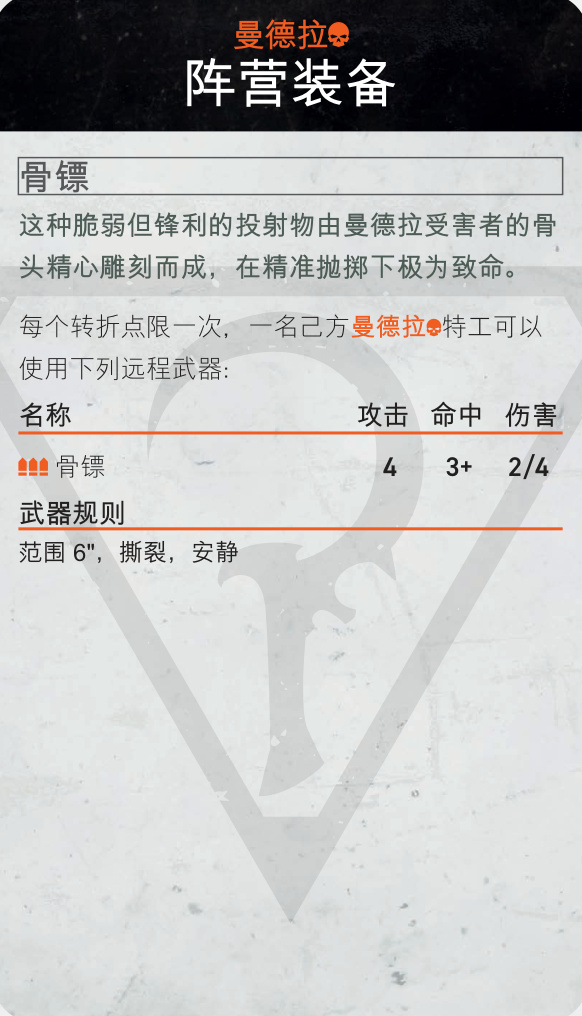 曼德拉
阵营装备
骨镖
这种脆弱但锋利的投射物由曼德拉受害者的骨
头精心雕刻而成，在精准抛掷下极为致命。
每个转折点限一次，一名己方曼德拉特工可以
使用下列远程武器:
名称 攻击 命中 伤害
骨镖 4 3+ 2/4
武器规则
范围 6"，撕裂，安静